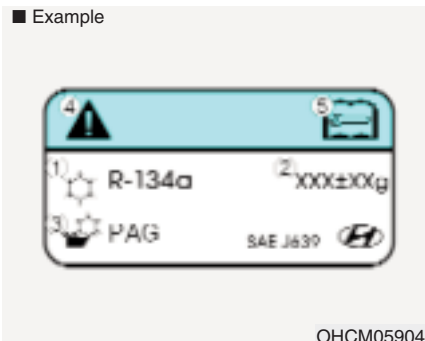 ■ Example
④ ⑤
① R-134a ② XXX±XXg
③ PAG SAE J639
OHCM05904